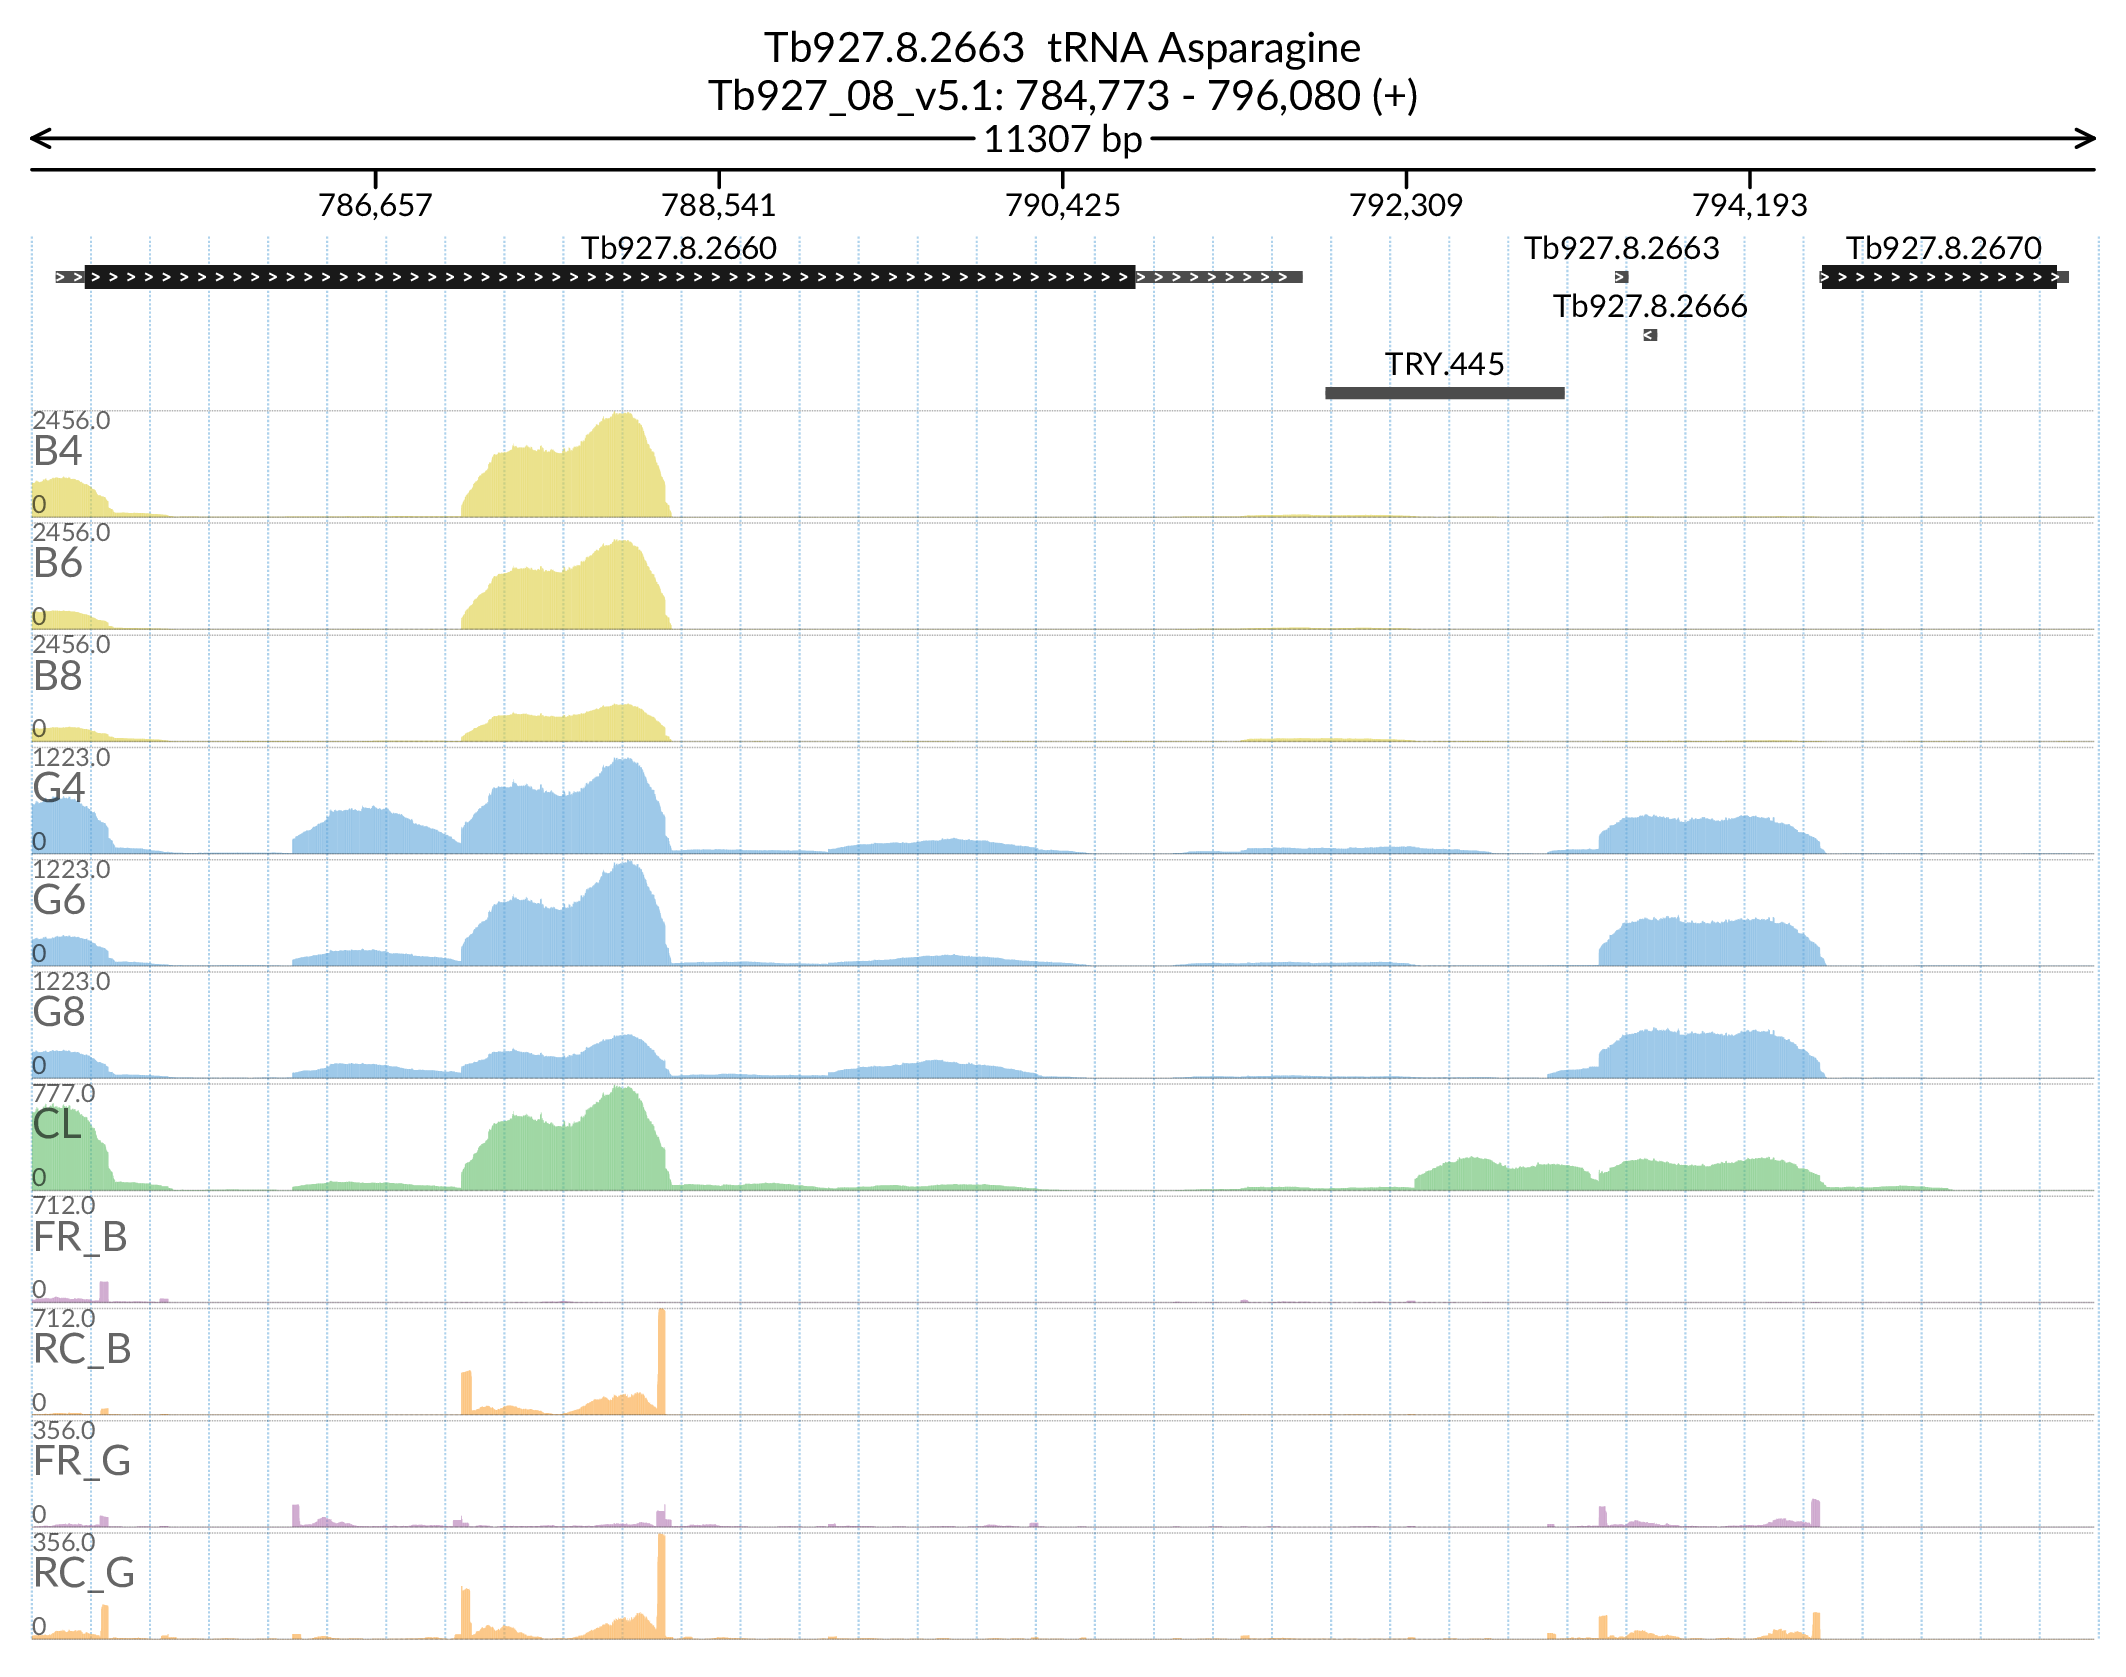 Tb927.8.2663 tRNA Asparagine
Tb927_08_v5.1: 784,773 - 796,080 (+)
11307 bp
786,657 788,541 790,425 792,309 794,193
Tb927.8.2660 Tb927.8.2663 Tb927.8.2670
Tb927.8.2666
TRY.445
2456.0
B4
0
2456.0
B6
0
2456.0
B8
0
1223.0
G4
0
1223.0
G6
0
1223.0
G8
0
777.0
CL
0
712.0
FR_B
0
712.0
RC_B
0
356.0
FR_G
0
356.0
RC_G
0